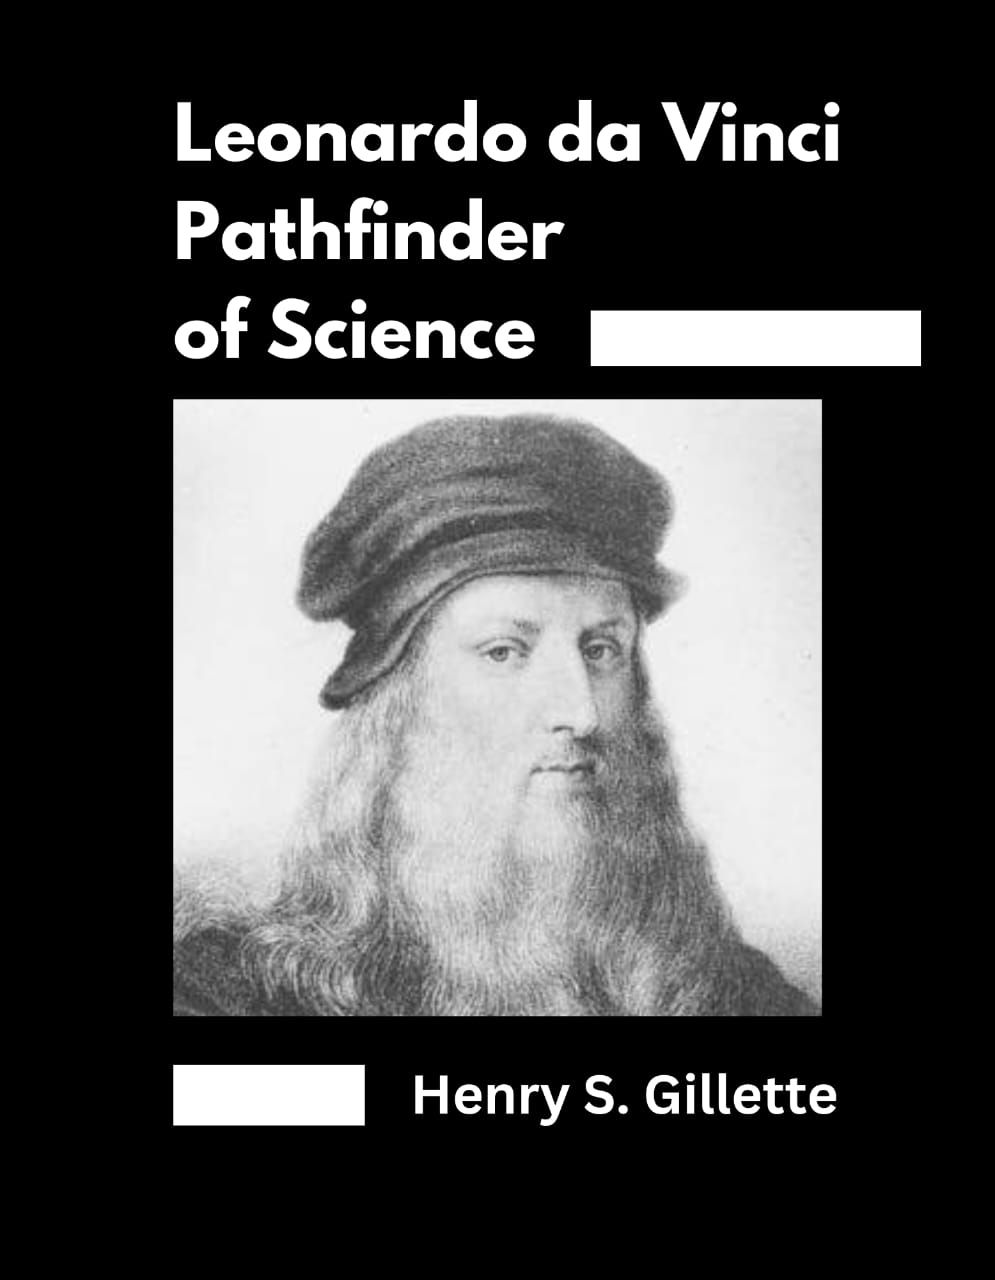 Leonardo da Vinci
Pathfinder
of Science
Henry S. Gillette